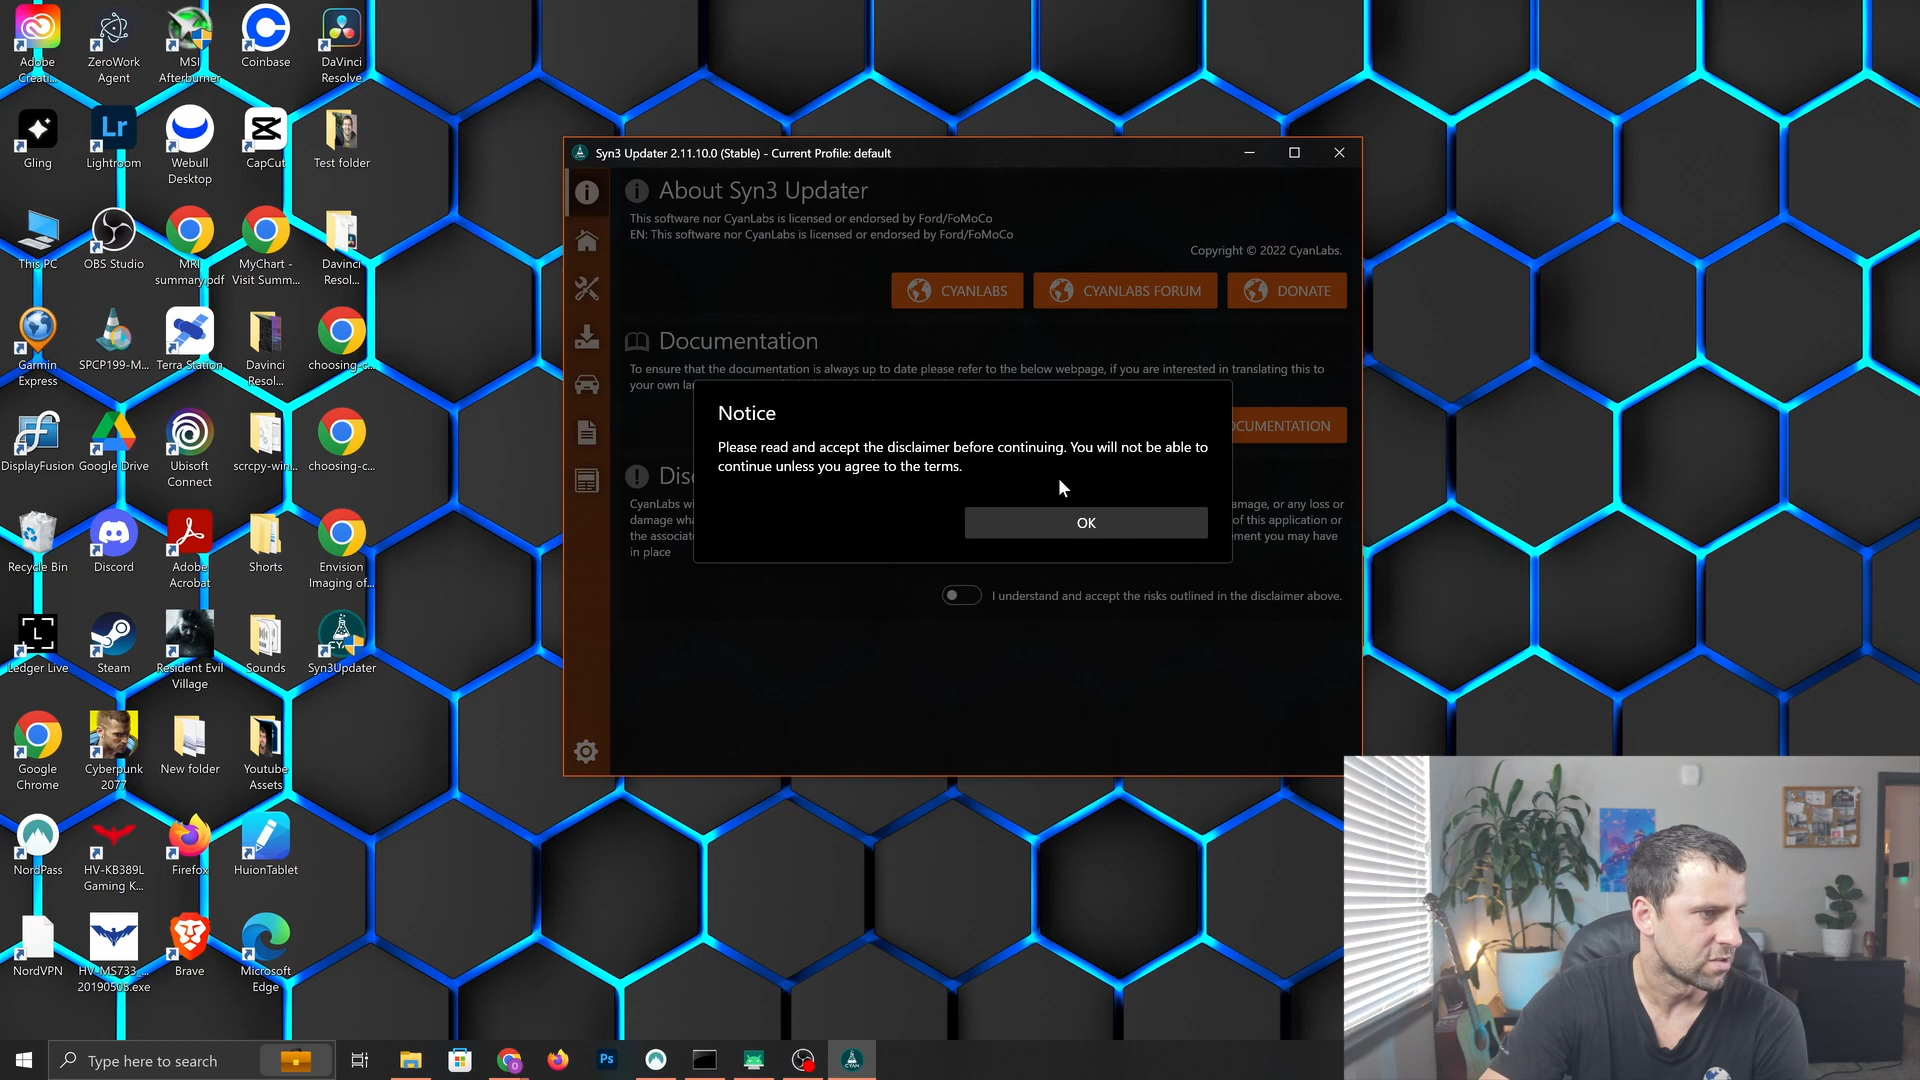 Adobe
Creati...
ZeroWork
Agent
MSI
Afterburner
Coinbase
DaVinci
Resolve
Gling
Lr
Lightroom
Webull
Desktop
CapCut
Test folder
This PC
OBS Studio
MRI
summary.pdf
MyChart -
Visit Summ...
Davinci
Resol...
Garmin
Express
SPCP199-M...
Terra Station
Davinci
Resol...
choosing-c...
DisplayFusion
Google Drive
Ubisoft
Connect
scrcpy-win...
choosing-c...
Recycle Bin
Discord
Adobe
Acrobat
Shorts
Envision
Imaging of...
Ledger Live
Steam
Resident Evil
Village
Sounds
Syn3Updater
Google
Chrome
Cyberpunk
2077
New folder
Youtube
Assets
NordPass
HV-KB389L
Gaming K...
Firefox
HuionTablet
NordVPN
HV-MS733_...
20190505.exe
Brave
Microsoft
Edge
Syn3 Updater 2.11.10.0 (Stable) - Current Profile: default
About Syn3 Updater
This software nor CyanLabs is licensed or endorsed by Ford/FoMoCo
EN: This software nor CyanLabs is licensed or endorsed by Ford/FoMoCo
Copyright © 2022 CyanLabs.
CYANLABS
CYANLABS FORUM
DONATE
Documentation
To ensure that the documentation is always up to date please refer to the below webpage, if you are interested in translating this to
your own la
OCUMENTATION
Notice
Please read and accept the disclaimer before continuing. You will not be able to
continue unless you agree to the terms.
OK
Disc
CyanLabs wi
amage, or any loss or
damage wha
of this application or
the associate
ement you may have
in place
I understand and accept the risks outlined in the disclaimer above.
Type here to search
Ps
CYAN